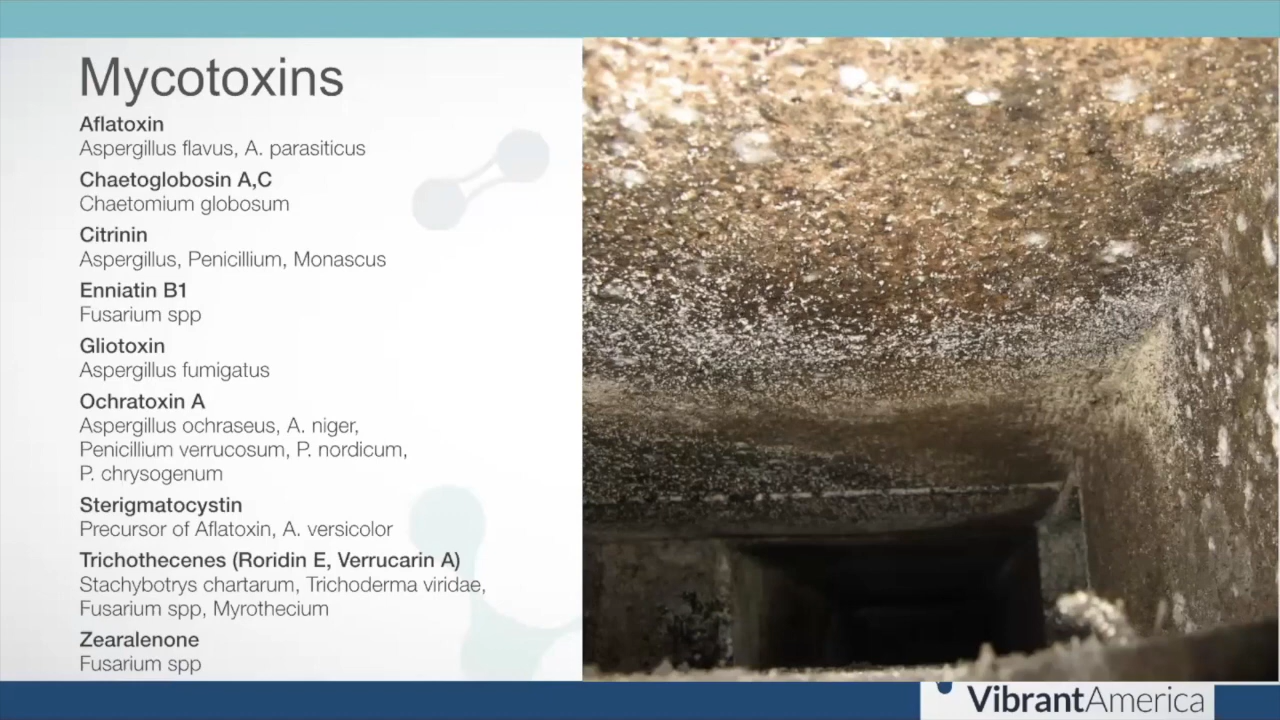 Mycotoxins
Aflatoxin
Aspergillus flavus, A. parasiticus
Chaetoglobosin A,C
Chaetomium globosum
Citrinin
Aspergillus, Penicillium, Monascus
Enniatin B1
Fusarium spp
Gliotoxin
Aspergillus fumigatus
Ochratoxin A
Aspergillus ochraseus, A. niger,
Penicillium verrucosum, P. nordicum,
P. chrysogenum
Sterigmatocystin
Precursor of Aflatoxin, A. versicolor
Trichothecenes (Roridin E, Verrucarin A)
Stachybotrys chartarum, Trichoderma viridae,
Fusarium spp, Myrothecium
Zearalenone
Fusarium spp
VibrantAmerica